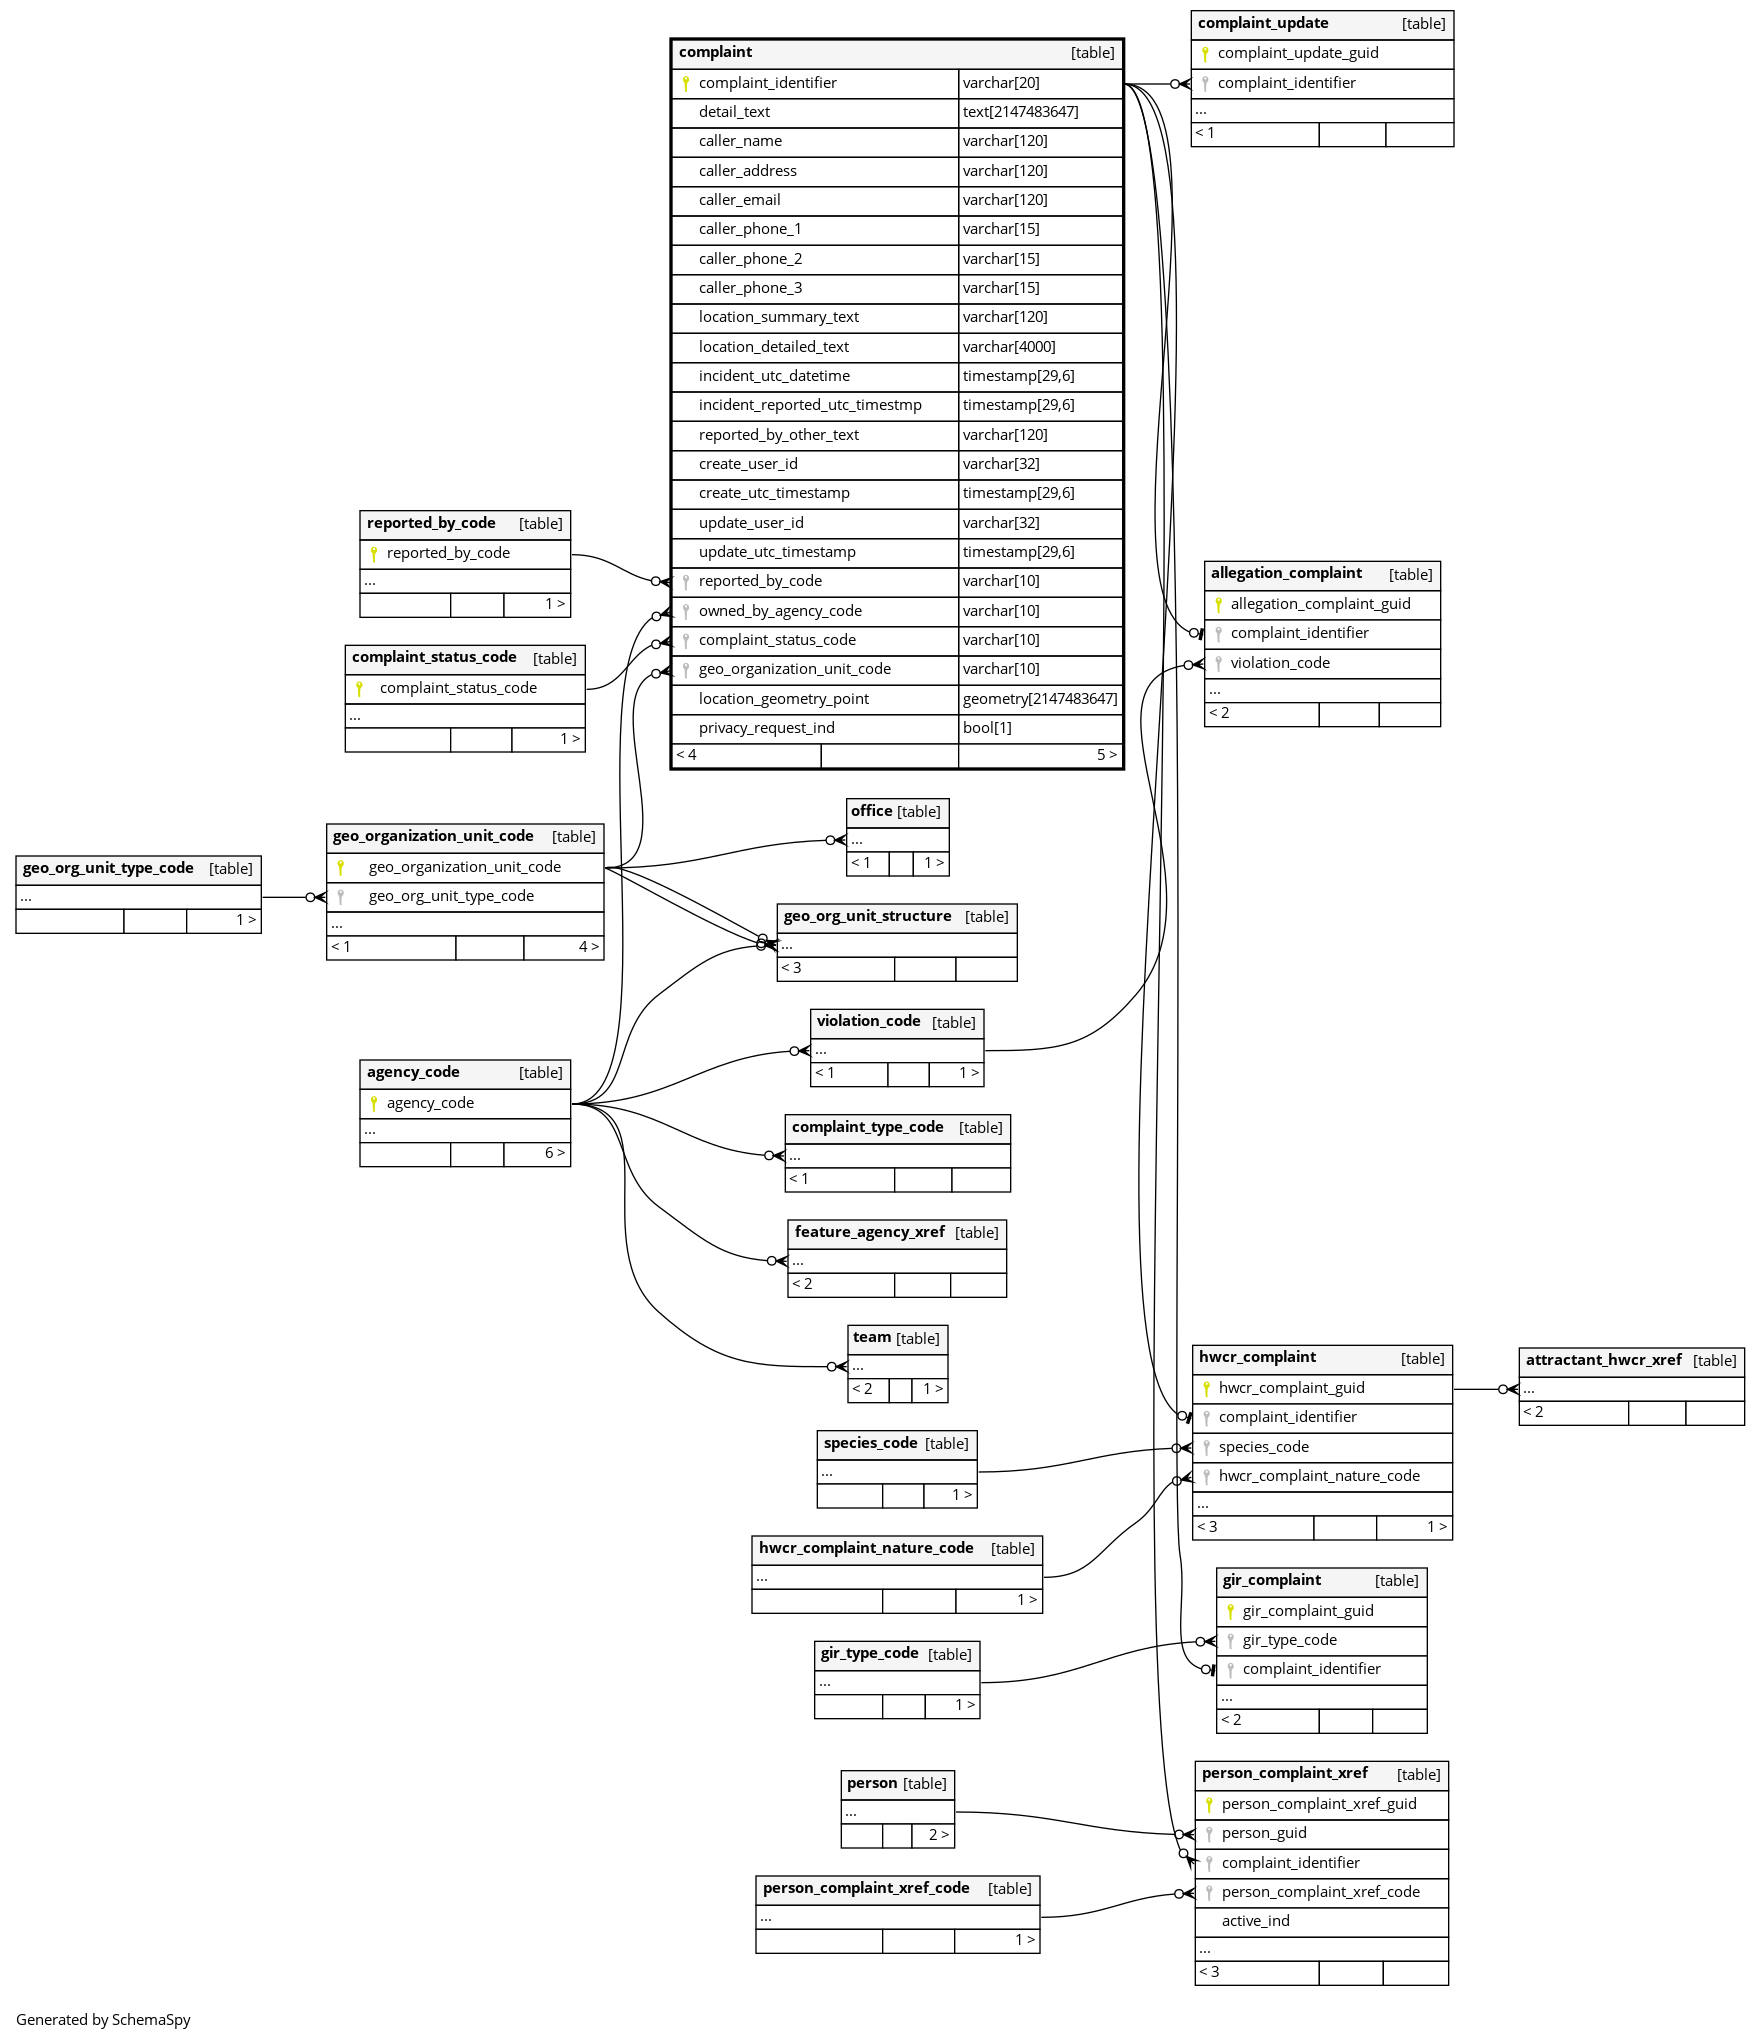 complaint [table]
complaint_identifier varchar[20]
detail_text text[2147483647]
caller_name varchar[120]
caller_address varchar[120]
caller_email varchar[120]
caller_phone_1 varchar[15]
caller_phone_2 varchar[15]
caller_phone_3 varchar[15]
location_summary_text varchar[120]
location_detailed_text varchar[4000]
incident_utc_datetime timestamp[29,6]
incident_reported_utc_timestmp timestamp[29,6]
reported_by_other_text varchar[120]
create_user_id varchar[32]
create_utc_timestamp timestamp[29,6]
update_user_id varchar[32]
update_utc_timestamp timestamp[29,6]
reported_by_code varchar[10]
owned_by_agency_code varchar[10]
complaint_status_code varchar[10]
geo_organization_unit_code varchar[10]
location_geometry_point geometry[2147483647]
privacy_request_ind bool[1]
< 4 5 >
complaint_update [table]
complaint_update_guid
complaint_identifier
...
< 1
reported_by_code [table]
reported_by_code
...
1 >
complaint_status_code [table]
complaint_status_code
...
1 >
allegation_complaint [table]
allegation_complaint_guid
complaint_identifier
violation_code
...
< 2
geo_org_unit_type_code [table]
...
1 >
geo_organization_unit_code [table]
geo_organization_unit_code
geo_org_unit_type_code
...
< 1 4 >
office [table]
...
< 1 1 >
geo_org_unit_structure [table]
...
< 3
violation_code [table]
...
< 1 1 >
agency_code [table]
agency_code
...
6 >
complaint_type_code [table]
...
< 1
feature_agency_xref [table]
...
< 2
team [table]
...
< 2 1 >
hwcr_complaint [table]
hwcr_complaint_guid
complaint_identifier
species_code
hwcr_complaint_nature_code
...
< 3 1 >
attractant_hwcr_xref [table]
...
< 2
species_code [table]
...
1 >
hwcr_complaint_nature_code [table]
...
1 >
gir_complaint [table]
gir_complaint_guid
gir_type_code
complaint_identifier
...
< 2
gir_type_code [table]
...
1 >
person [table]
...
2 >
person_complaint_xref [table]
person_complaint_xref_guid
person_guid
complaint_identifier
person_complaint_xref_code
active_ind
...
< 3
person_complaint_xref_code [table]
...
1 >
Generated by SchemaSpy